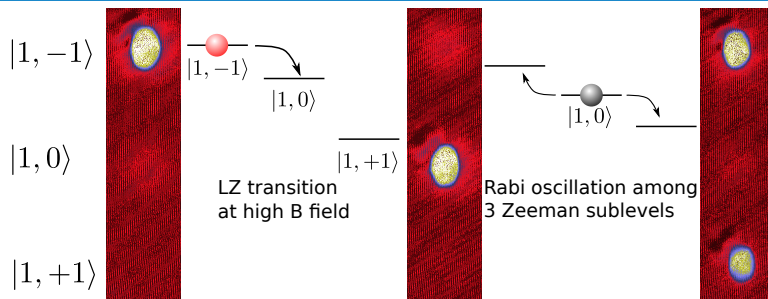 |1, −1⟩
|1, 0⟩
|1, +1⟩
|1, −1⟩
|1, 0⟩
|1, +1⟩
LZ transition
at high B field
|1, 0⟩
Rabi oscillation among
3 Zeeman sublevels